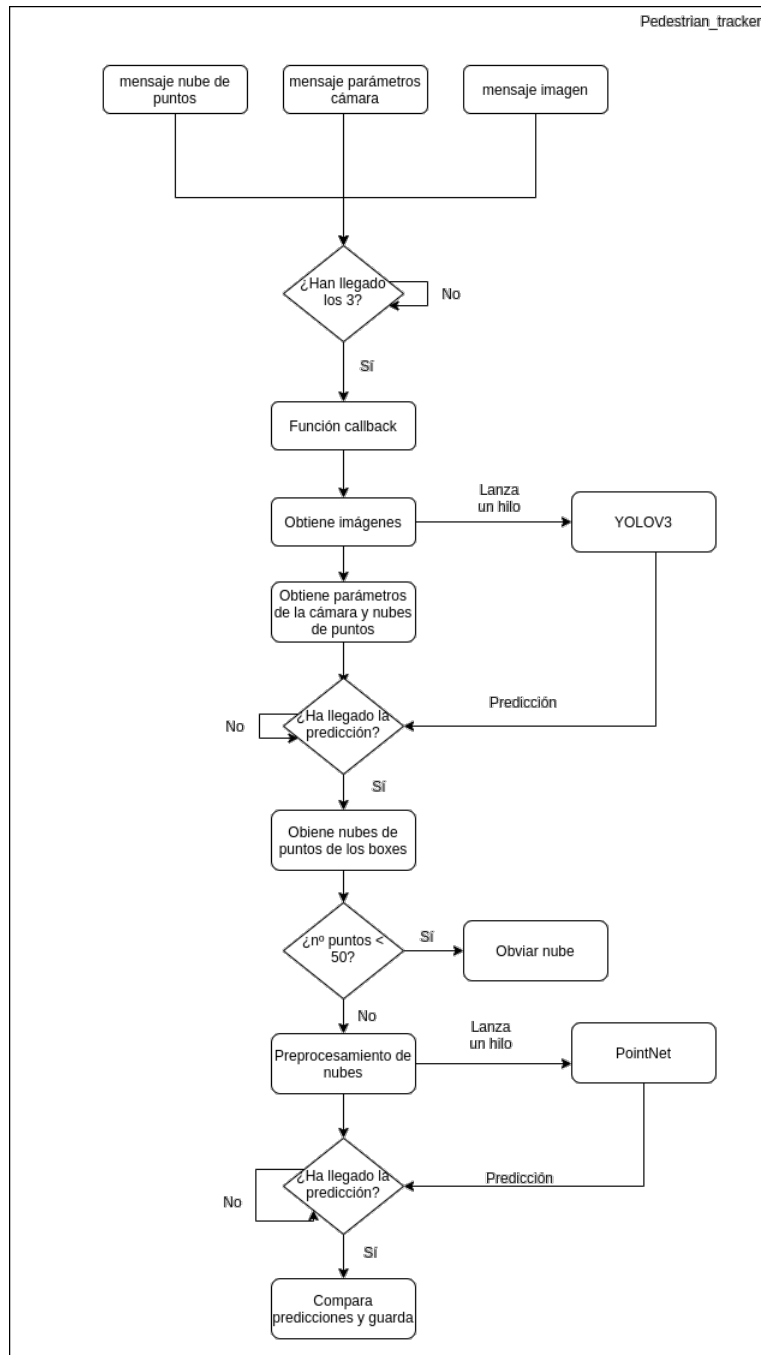 Pedestrian_tracker
mensaje nube de
puntos
mensaje parámetros
cámara
mensaje imagen
¿Han llegado
los 3?
No
Sí
Función callback
Obtiene imágenes
Lanza
un hilo
YOLOV3
Obtiene parámetros
de la cámara y nubes
de puntos
¿Ha llegado la
predicción?
No
Predicción
Sí
Obiene nubes de
puntos de los boxes
¿nº puntos <
50?
Sí
Obviar nube
No
Preprocesamiento de
nubes
Lanza
un hilo
PointNet
¿Ha llegado la
predicción?
No
Predicción
Sí
Compara
predicciones y guarda